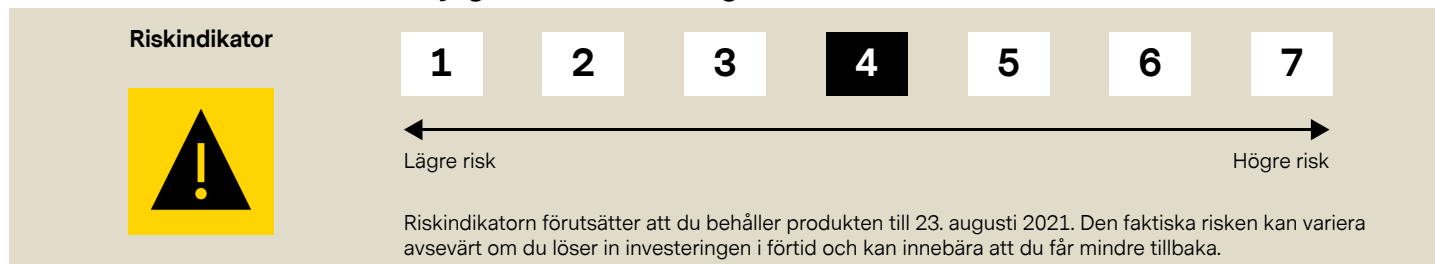 Riskindikator
1 2 3 4 5 6 7
Lägre risk Högre risk
Riskindikatorn förutsätter att du behåller produkten till 23. augusti 2021. Den faktiska risken kan variera
avsevärt om du löser in investeringen i förtid och kan innebära att du får mindre tillbaka.